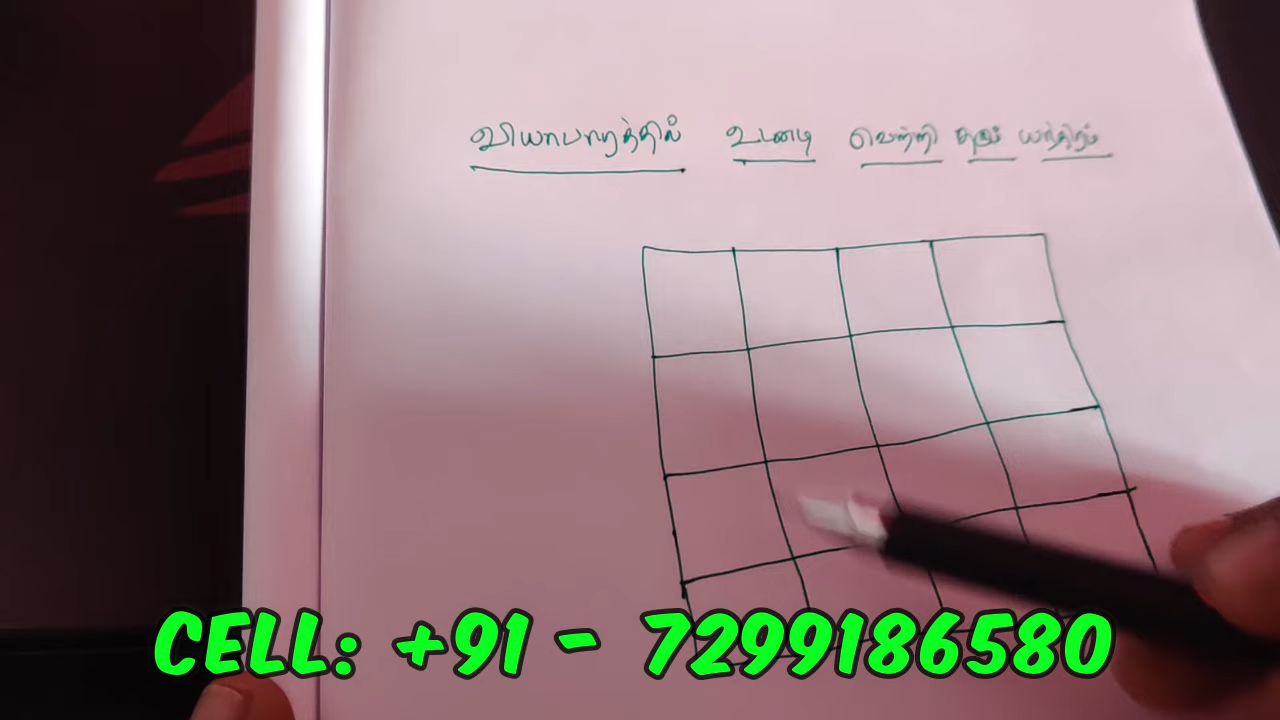 வியாபாரத்தில் உடனடி வெற்றி தரும் யந்திரம்
CELL: +91 - 7299186580